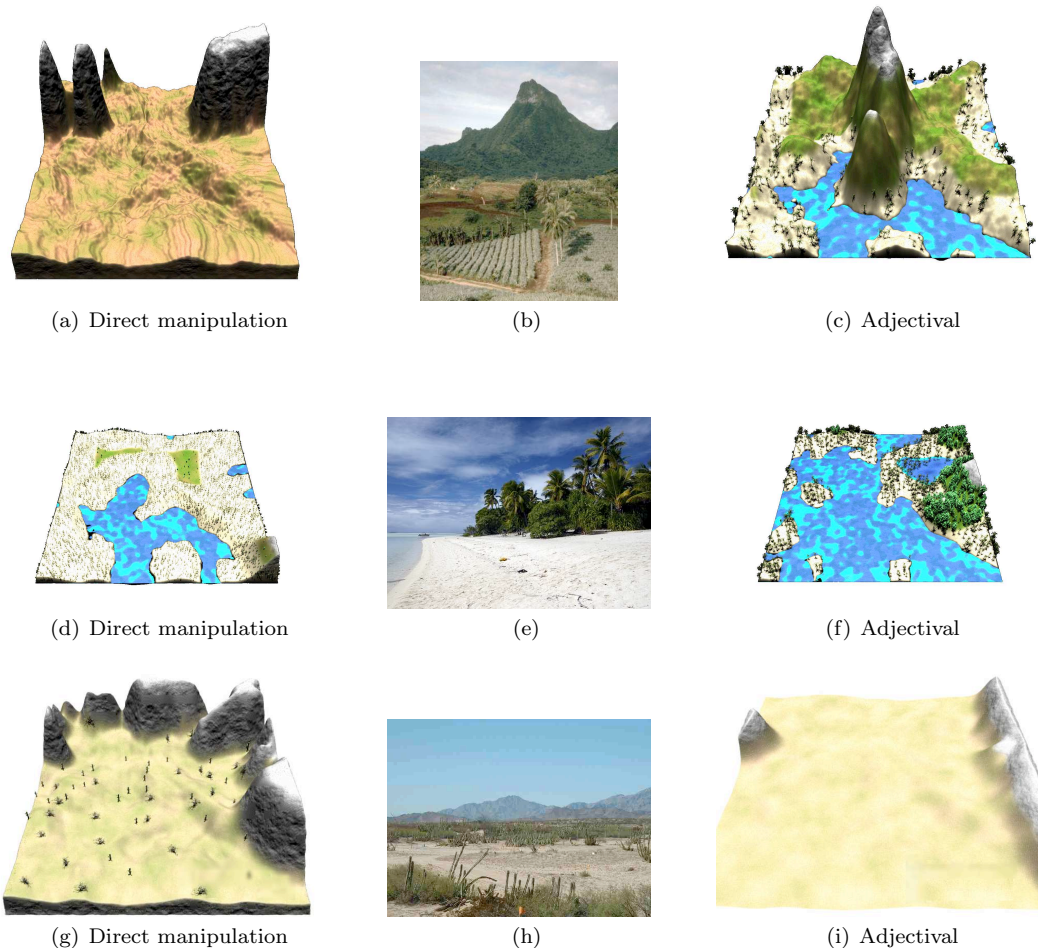 (a) Direct manipulation
(b)
(c) Adjectival
(d) Direct manipulation
(e)
(f) Adjectival
(g) Direct manipulation
(h)
(i) Adjectival